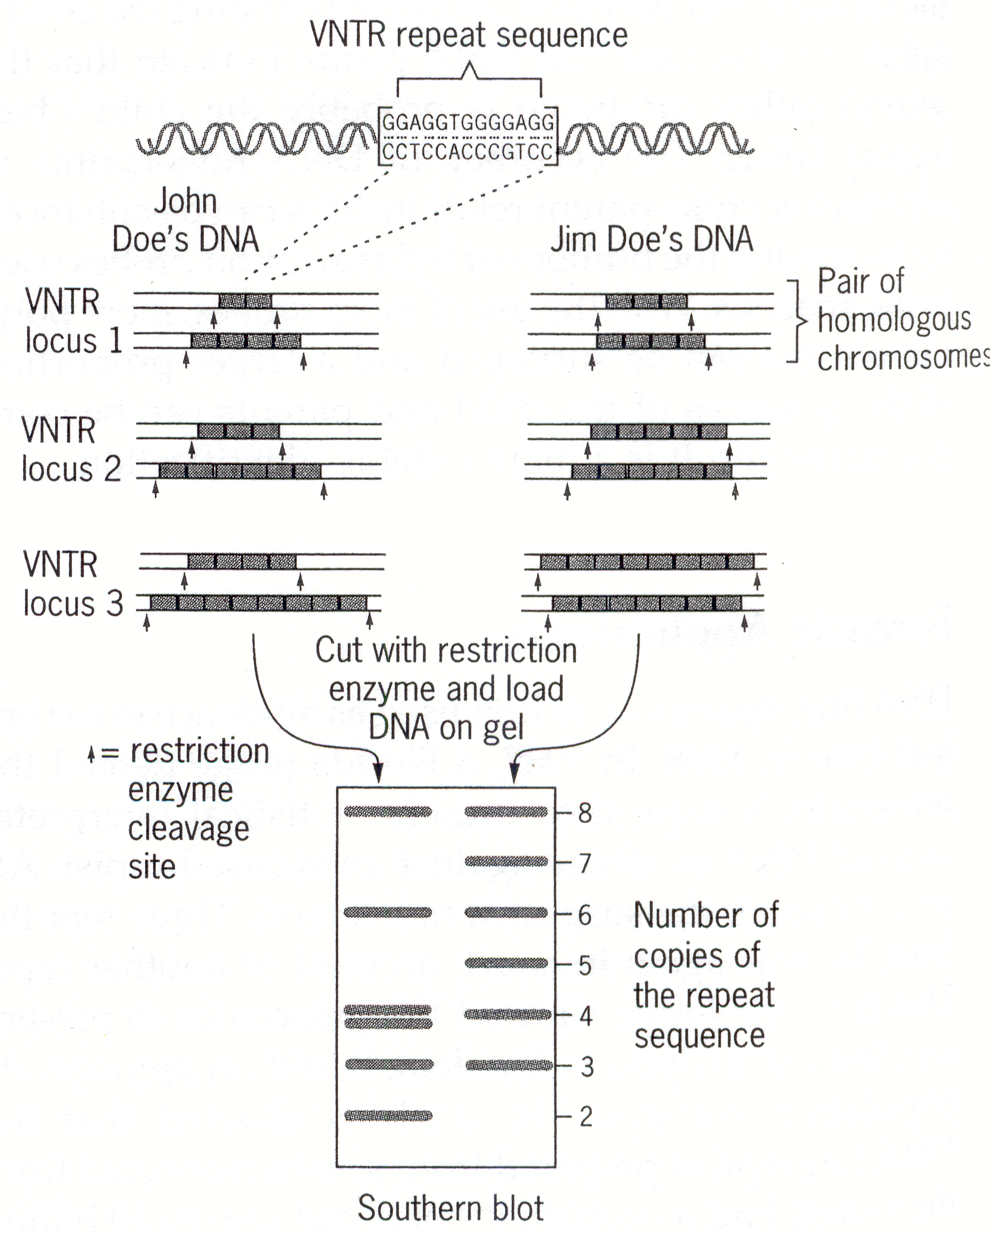 VNTR repeat sequence
GGAGGTGGGGAGG
CCTCCACCCGTCC
John
Doe's DNA
Jim Doe's DNA
VNTR
locus 1
Pair of
homologous
chromosomes
VNTR
locus 2
VNTR
locus 3
Cut with restriction
enzyme and load
DNA on gel
= restriction
enzyme
cleavage
site
8
7
6
5
4
3
2
Number of
copies of
the repeat
sequence
Southern blot